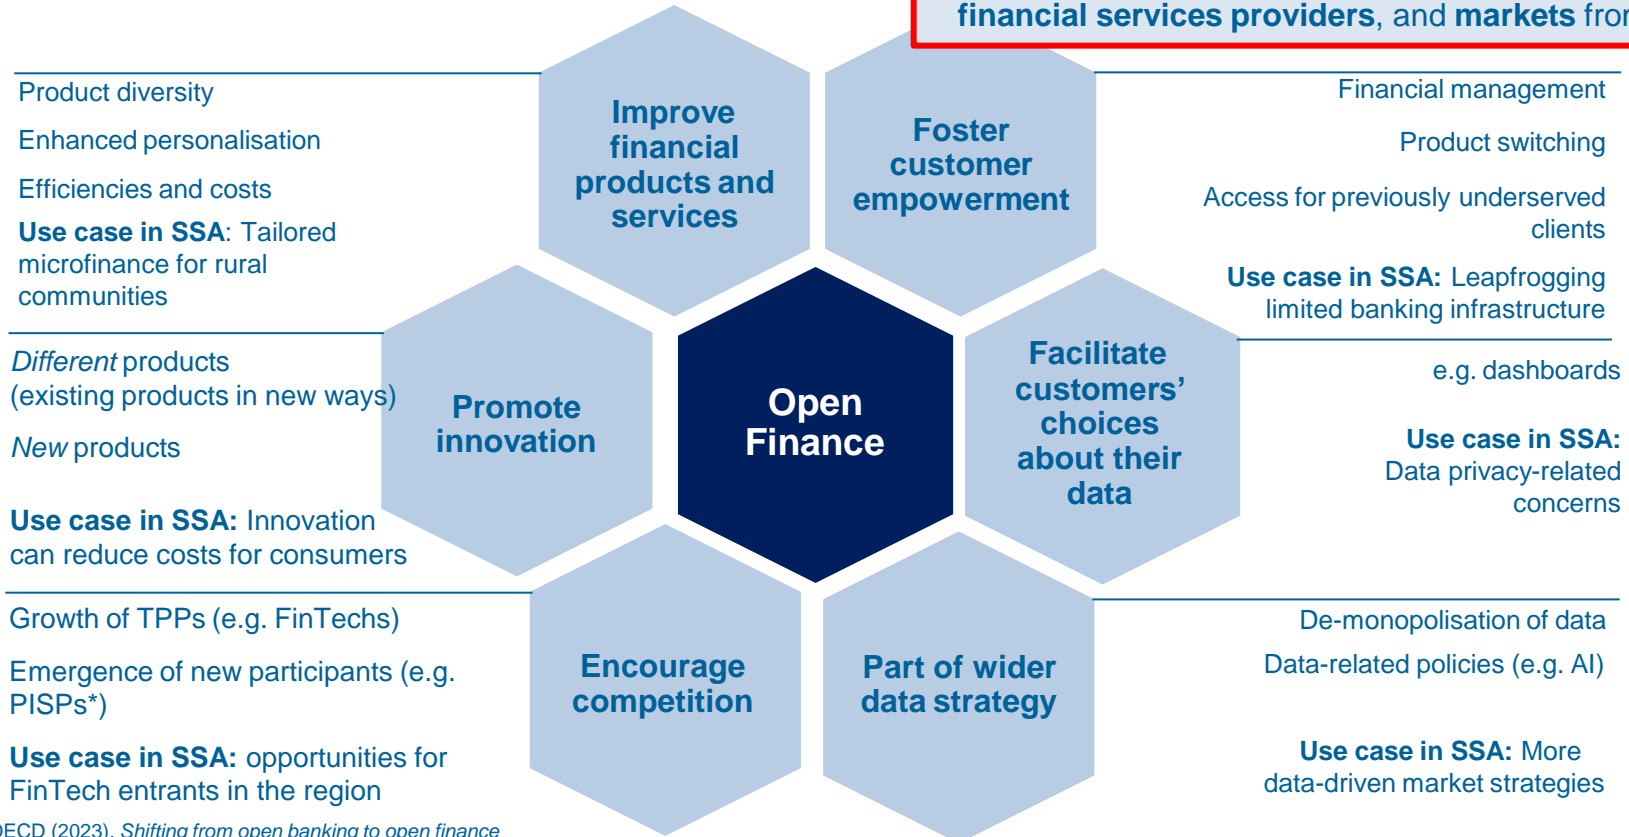 financial services providers, and markets from
Product diversity
Enhanced personalisation
Efficiencies and costs
Use case in SSA: Tailored
microfinance for rural
communities
Improve
financial
products and
services
Foster
customer
empowerment
Financial management
Product switching
Access for previously underserved
clients
Use case in SSA: Leapfrogging
limited banking infrastructure
Different products
(existing products in new ways)
New products
Use case in SSA: Innovation
can reduce costs for consumers
Promote
innovation
Open
Finance
Facilitate
customers’
choices
about their
data
e.g. dashboards
Use case in SSA:
Data privacy-related
concerns
Growth of TPPs (e.g. FinTechs)
Emergence of new participants (e.g.
PISPs*)
Use case in SSA: opportunities for
FinTech entrants in the region
Encourage
competition
Part of wider
data strategy
De-monopolisation of data
Data-related policies (e.g. AI)
Use case in SSA: More
data-driven market strategies
OECD (2023), Shifting from open banking to open finance